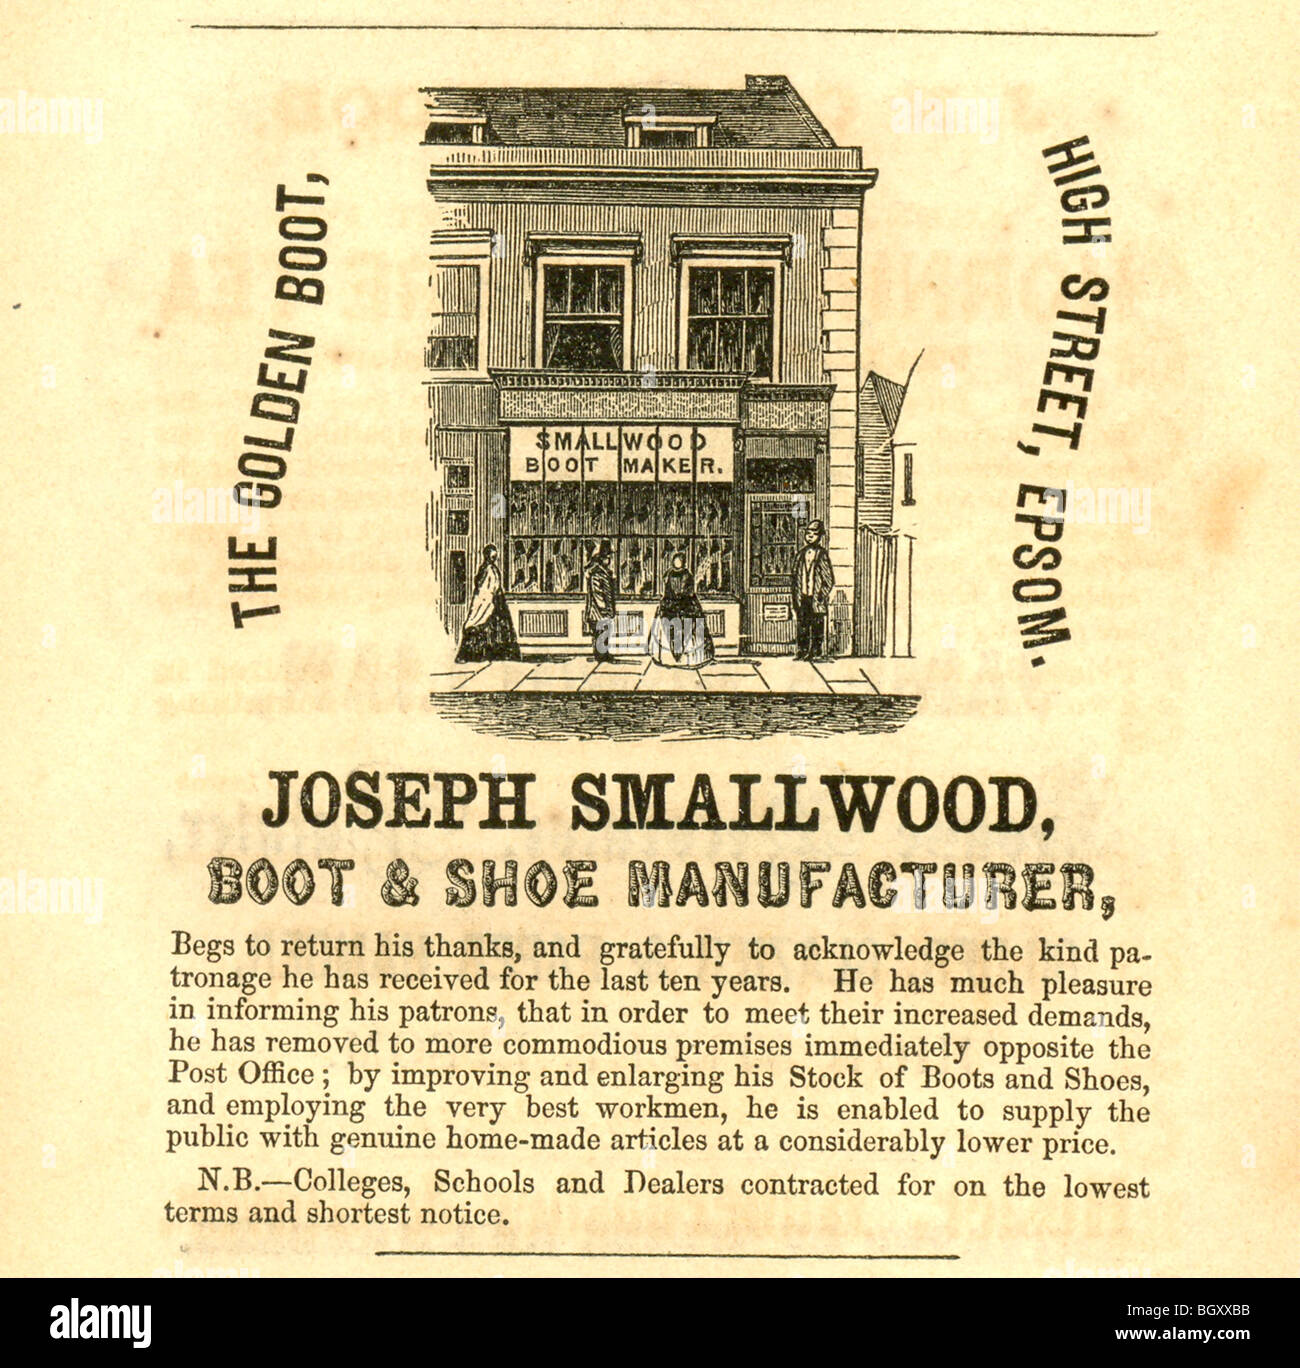 THE GOLDEN BOOT,
HIGH STREET, EPSOM.
SMALLWOOD
BOOT MAKER.
JOSEPH SMALLWOOD,
BOOT & SHOE MANUFACTURER,
Begs to return his thanks, and gratefully to acknowledge the kind pa-
tronage he has received for the last ten years. He has much pleasure
in informing his patrons, that in order to meet their increased demands,
he has removed to more commodious premises immediately opposite the
Post Office; by improving and enlarging his Stock of Boots and Shoes,
and employing the very best workmen, he is enabled to supply the
public with genuine home-made articles at a considerably lower price.
N.B.—Colleges, Schools and Dealers contracted for on the lowest
terms and shortest notice.
alamy
Image ID: BGXXBB
www.alamy.com